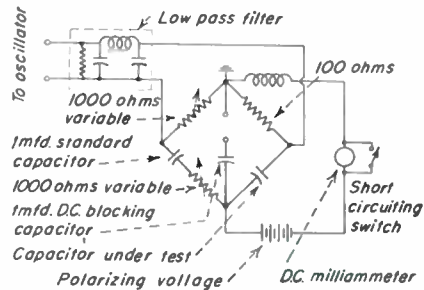 Low pass filter
To oscillator
100 ohms
1000 ohms
variable
1mfd. standard
capacitor
1000 ohms variable
1mfd. D.C. blocking
capacitor
Capacitor under test
Polarizing vollage
Short
circuiting
switch
D.C. milliammeter